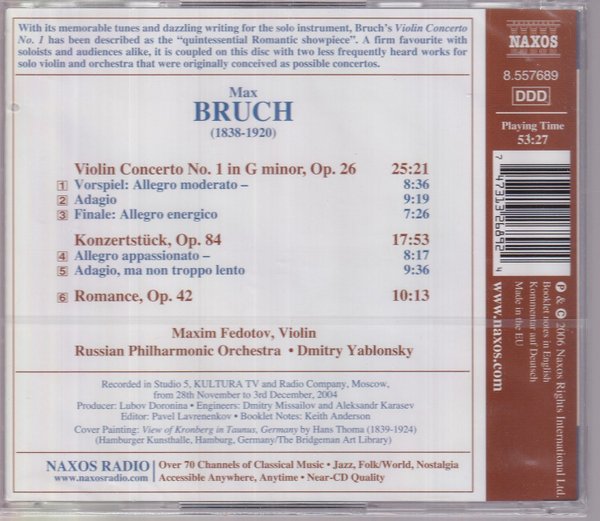 With its memorable tunes and dazzling writing for the solo instrument, Bruch's Violin Concerto
No. 1 has been described as the "quintessential Romantic showpiece". A firm favourite with
soloists and audiences alike, it is coupled on this disc with two less frequently heard works for
solo violin and orchestra that were originally conceived as possible concertos.
Max
BRUCH
(1838-1920)
Violin Concerto No. 1 in G minor, Op. 26 25:21
1 Vorspiel: Allegro moderato – 8:36
2 Adagio 9:19
3 Finale: Allegro energico 7:26
Konzertstück, Op. 84 17:53
4 Allegro appassionato – 8:17
5 Adagio, ma non troppo lento 9:36
6 Romance, Op. 42 10:13
Maxim Fedotov, Violin
Russian Philharmonic Orchestra • Dmitry Yablonsky
Recorded in Studio 5, KULTURA TV and Radio Company, Moscow,
from 28th November to 3rd December, 2004
Producer: Lubov Doronina • Engineers: Dmitry Missailov and Aleksandr Karasev
Editor: Pavel Lavrenenkov • Booklet Notes: Keith Anderson
Cover Painting: View of Kronberg in Taunus, Germany by Hans Thoma (1839-1924)
(Hamburger Kunsthalle, Hamburg, Germany/The Bridgeman Art Library)
NAXOS RADIO
www.naxosradio.com
Over 70 Channels of Classical Music • Jazz, Folk/World, Nostalgia
Accessible Anywhere, Anytime • Near-CD Quality
NAXOS
8.557689
DDD
Playing Time
53:27
7 47313 26892 4
www.naxos.com
℗ & © 2006 Naxos Rights International Ltd.
Booklet notes in English
Kommentar auf Deutsch
Made in the EU